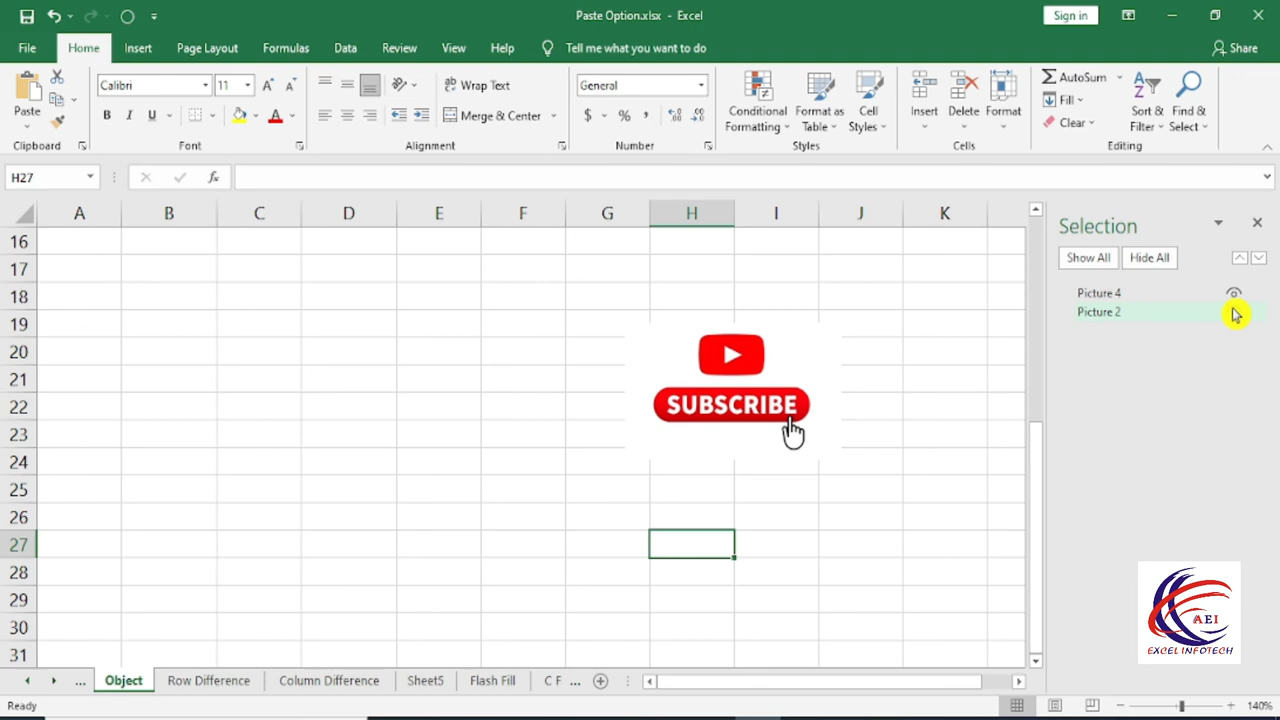 Paste Option.xlsx - Excel
Sign in
File Home Insert Page Layout Formulas Data Review View Help Tell me what you want to do Share
Paste
Clipboard
Calibri 11
B I U
Font
Wrap Text
Merge & Center
Alignment
General
$ % ,
Number
Conditional Formatting
Format as Table
Cell Styles
Styles
Insert
Delete
Format
Cells
AutoSum
Fill
Clear
Sort & Filter
Find & Select
Editing
H27
fx
A B C D E F G H I J K
16
17
18
19
20
21
22
23
24
25
26
27
28
29
30
31
SUBSCRIBE
Selection
Show All Hide All
Picture 4
Picture 2
AEI
EXCEL INFOTECH
... Object Row Difference Column Difference Sheet5 Flash Fill C F ...
Ready
140%